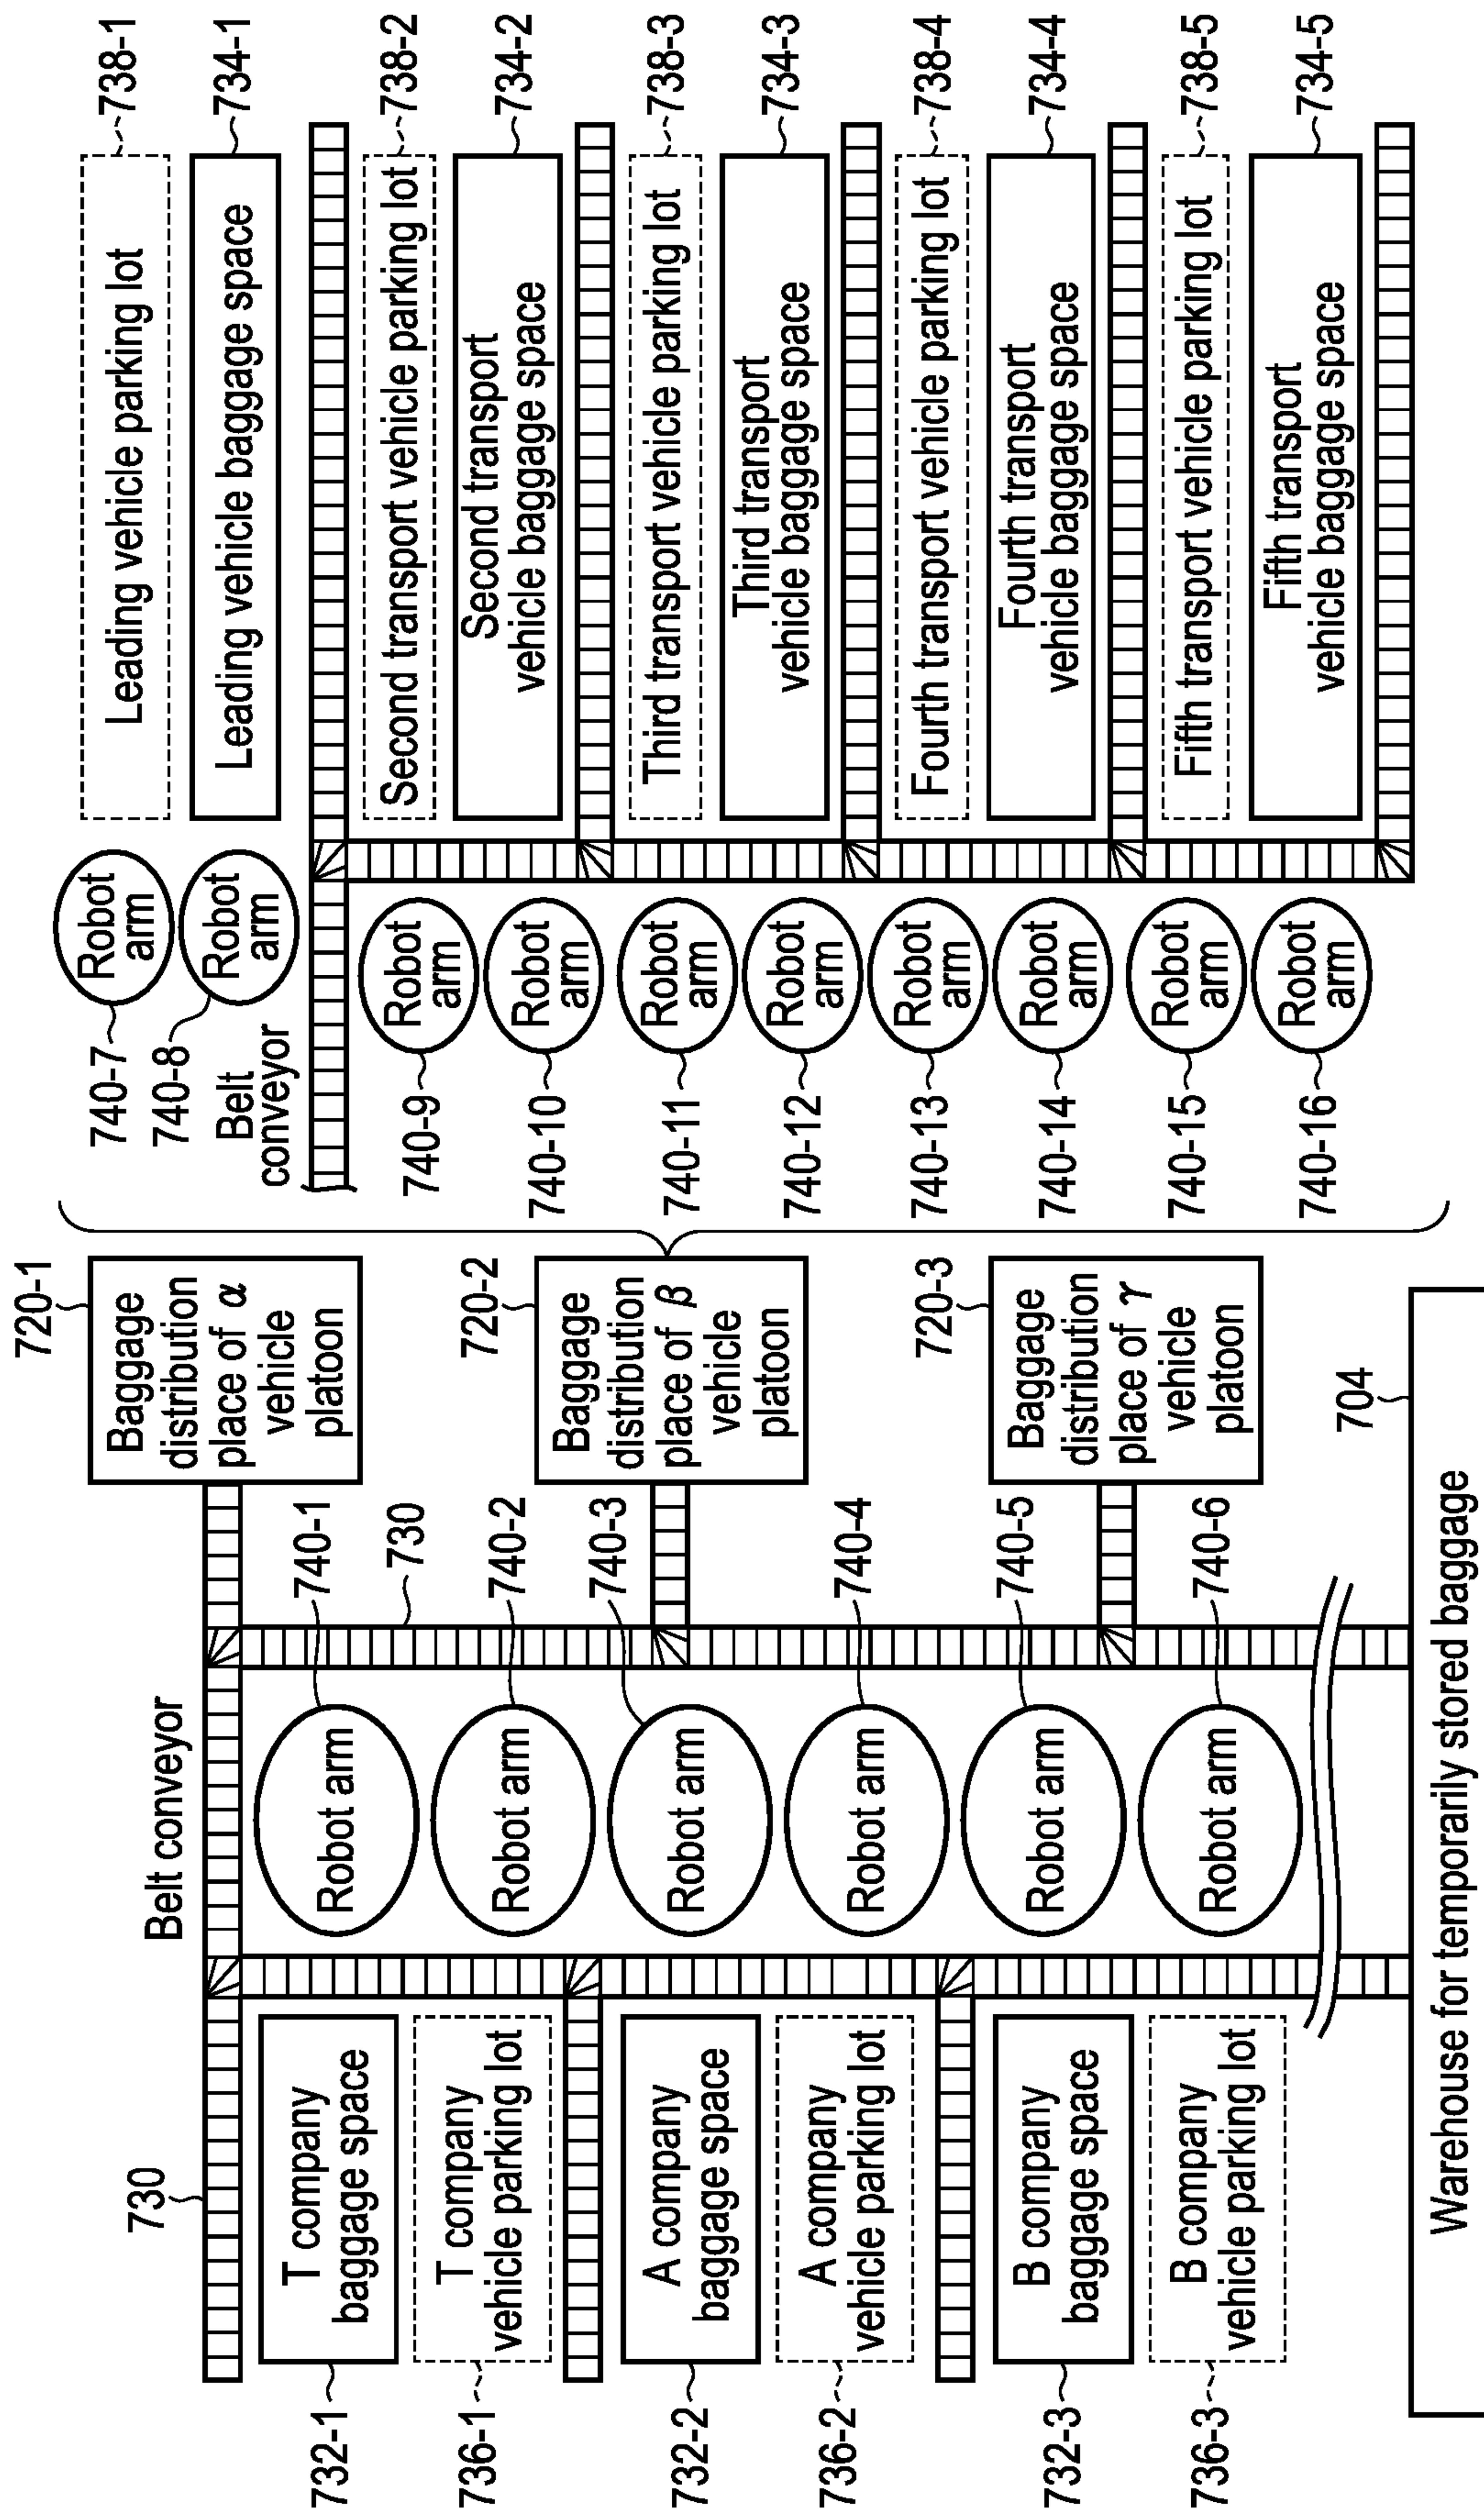 730
Belt conveyor
720-1
Baggage
distribution
place of α
vehicle
platoon
732-1
T company
baggage space
736-1
T company
vehicle parking lot
Robot arm
740-1
730
Robot arm
740-2
720-2
Baggage
distribution
place of β
vehicle
platoon
732-2
A company
baggage space
736-2
A company
vehicle parking lot
Robot arm
740-3
Robot arm
740-4
720-3
Baggage
distribution
place of γ
vehicle
platoon
732-3
B company
baggage space
736-3
B company
vehicle parking lot
Robot arm
740-5
Robot arm
740-6
704
Warehouse for temporarily stored baggage
740-7
Robot
arm
Leading vehicle parking lot
738-1
740-8
Robot
arm
Leading vehicle baggage space
734-1
Belt
conveyor
740-9
Robot
arm
Second transport vehicle parking lot
738-2
740-10
Robot
arm
Second transport
vehicle baggage space
734-2
740-11
Robot
arm
Third transport vehicle parking lot
738-3
740-12
Robot
arm
Third transport
vehicle baggage space
734-3
740-13
Robot
arm
Fourth transport vehicle parking lot
738-4
740-14
Robot
arm
Fourth transport
vehicle baggage space
734-4
740-15
Robot
arm
Fifth transport vehicle parking lot
738-5
740-16
Robot
arm
Fifth transport
vehicle baggage space
734-5